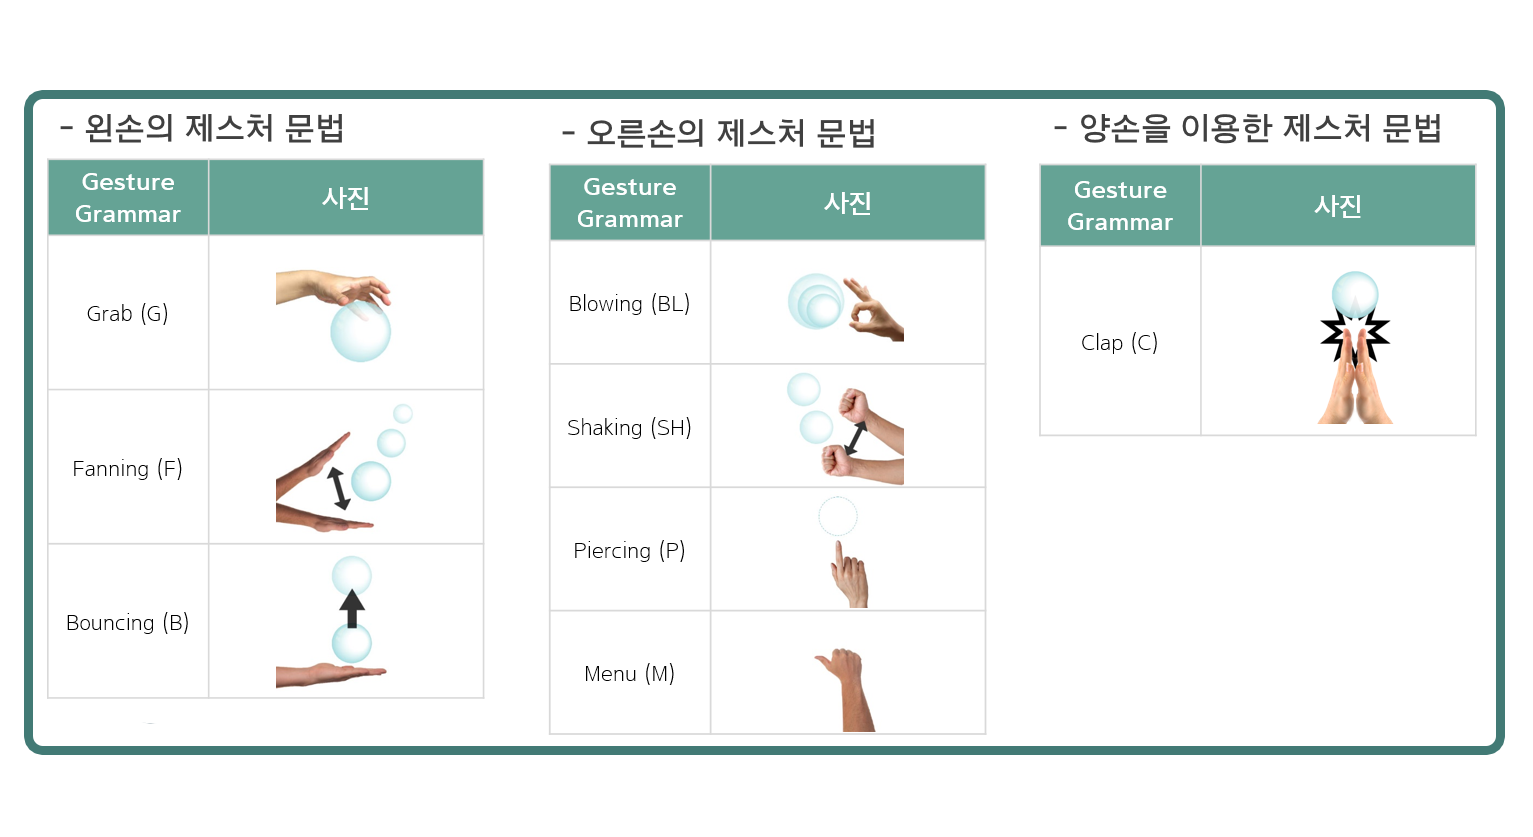 - 왼손의 제스처 문법
Gesture
Grammar
사진
Grab (G)
Fanning (F)
Bouncing (B)
- 오른손의 제스처 문법
Gesture
Grammar
사진
Blowing (BL)
Shaking (SH)
Piercing (P)
Menu (M)
- 양손을 이용한 제스처 문법
Gesture
Grammar
사진
Clap (C)